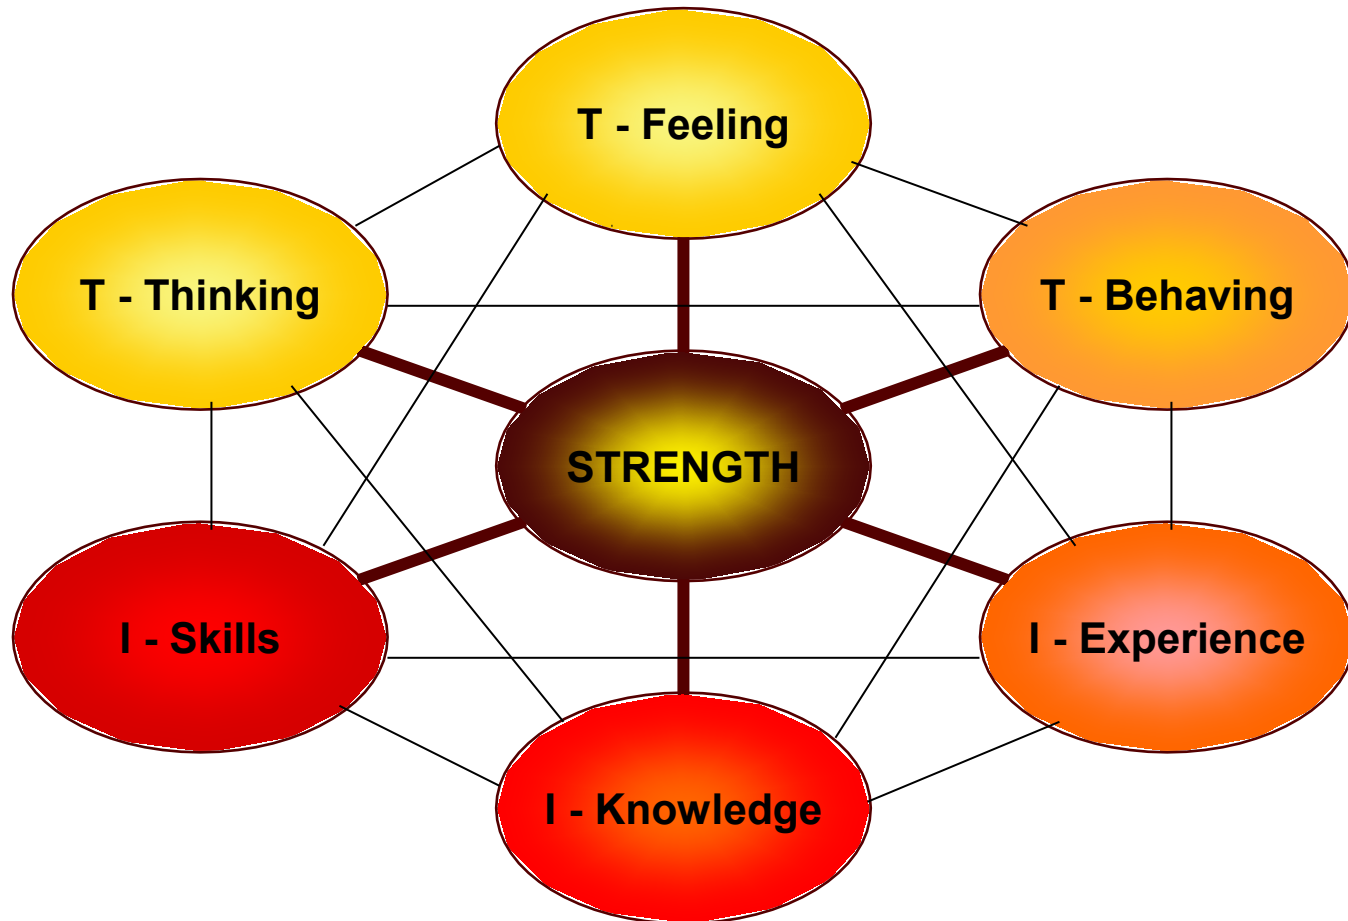 T - Feeling
T - Thinking
T - Behaving
STRENGTH
I - Skills
I - Experience
I - Knowledge